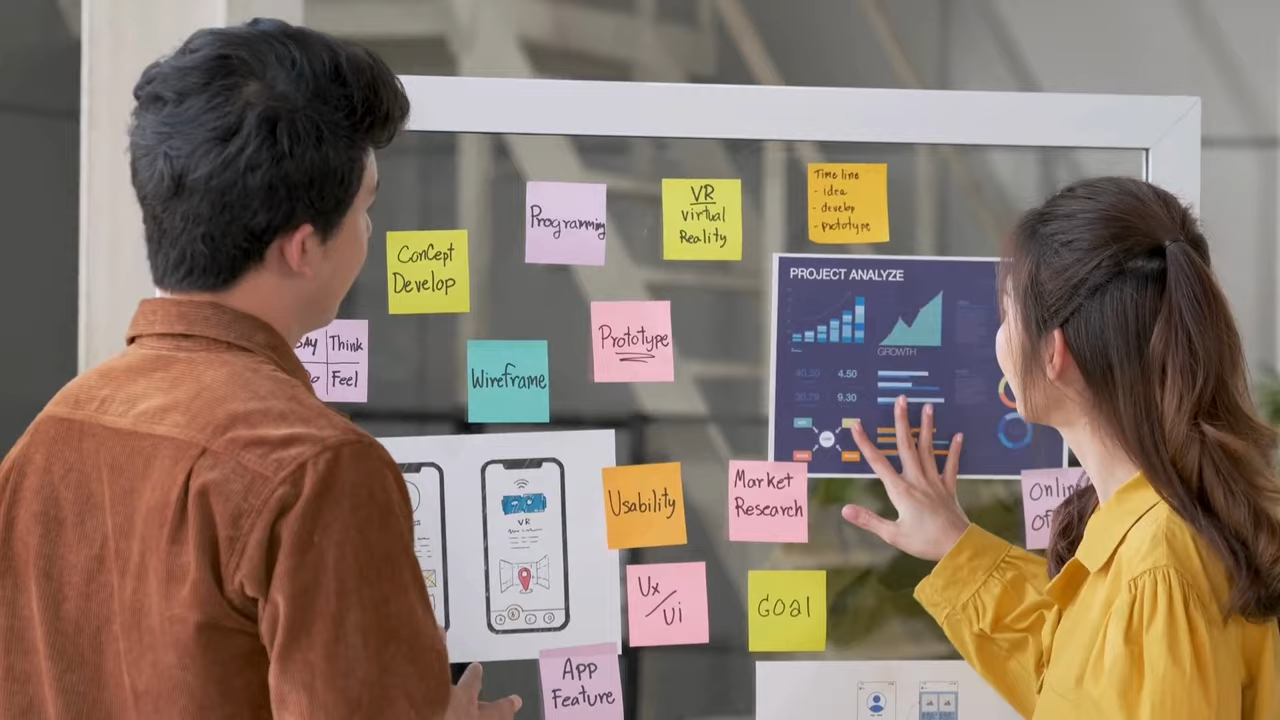 Programming
VR
virtual
Reality
Time line
- idea
- develop
- prototype
ConCept
Develop
PROJECT ANALYZE
GROWTH
4.50
9.30
Prototype
Think
Feel
Wireframe
Usability
Market
Research
VR
Ux/Ui
GOal
App
Feature